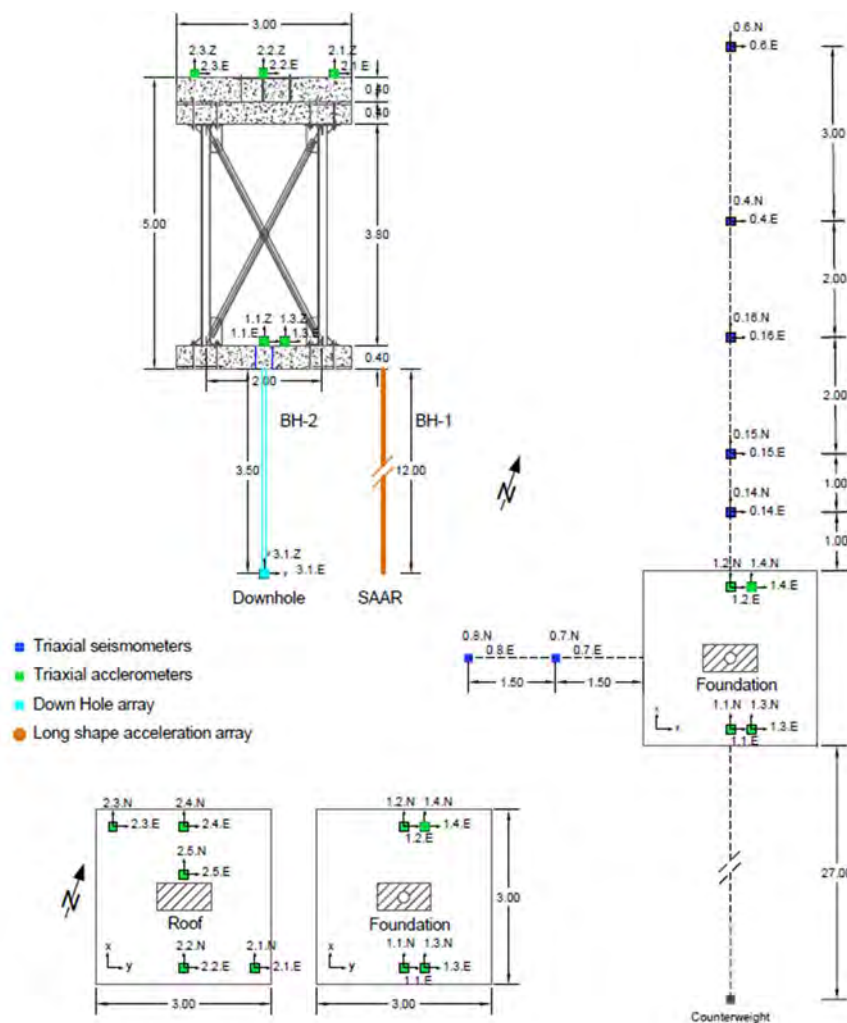 3.00
2.3.Z
2.3.E
2.2.Z
2.2.E
2.1.Z
2.1.E
0.40
0.40
5.00
3.80
1.1.Z
1.1.E
1.3.Z
1.3.E
0.40
2.00
BH-2
BH-1
3.50
12.00
3.1.Z
3.1.E
Downhole
SAAR
N
Triaxial seismometers
Triaxial acclerometers
Down Hole array
Long shape acceleration array
0.6.N
0.6.E
3.00
0.4.N
0.4.E
2.00
0.16.N
0.16.E
2.00
0.15.N
0.15.E
1.00
0.14.N
0.14.E
1.00
1.2.N
1.4.N
1.4.E
1.2.E
0.8.N
0.8.E
0.7.N
0.7.E
1.50
1.50
Foundation
1.1.N
1.3.N
1.3.E
1.1.E
x
27.00
Counterweight
N
2.3.N
2.3.E
2.4.N
2.4.E
2.5.N
2.5.E
Roof
x
y
2.2.N
2.2.E
2.1.N
2.1.E
3.00
1.2.N
1.4.N
1.4.E
1.2.E
3.00
Foundation
x
y
1.1.N
1.3.N
1.3.E
1.1.E
3.00